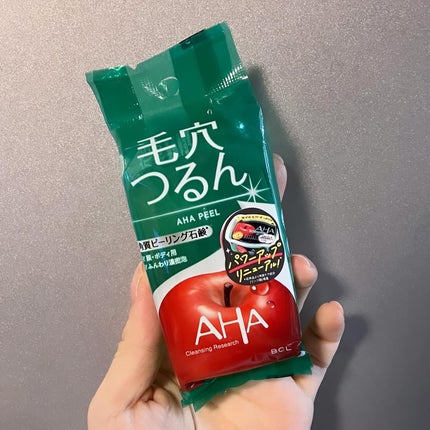 毛穴
つるん
AHA PEEL
角質ピーリング石鹸
顔・ボディ用
ふんわり濃密泡
AHA
パワーアップ
リニューアル!
AHA
Cleansing Research
BCL